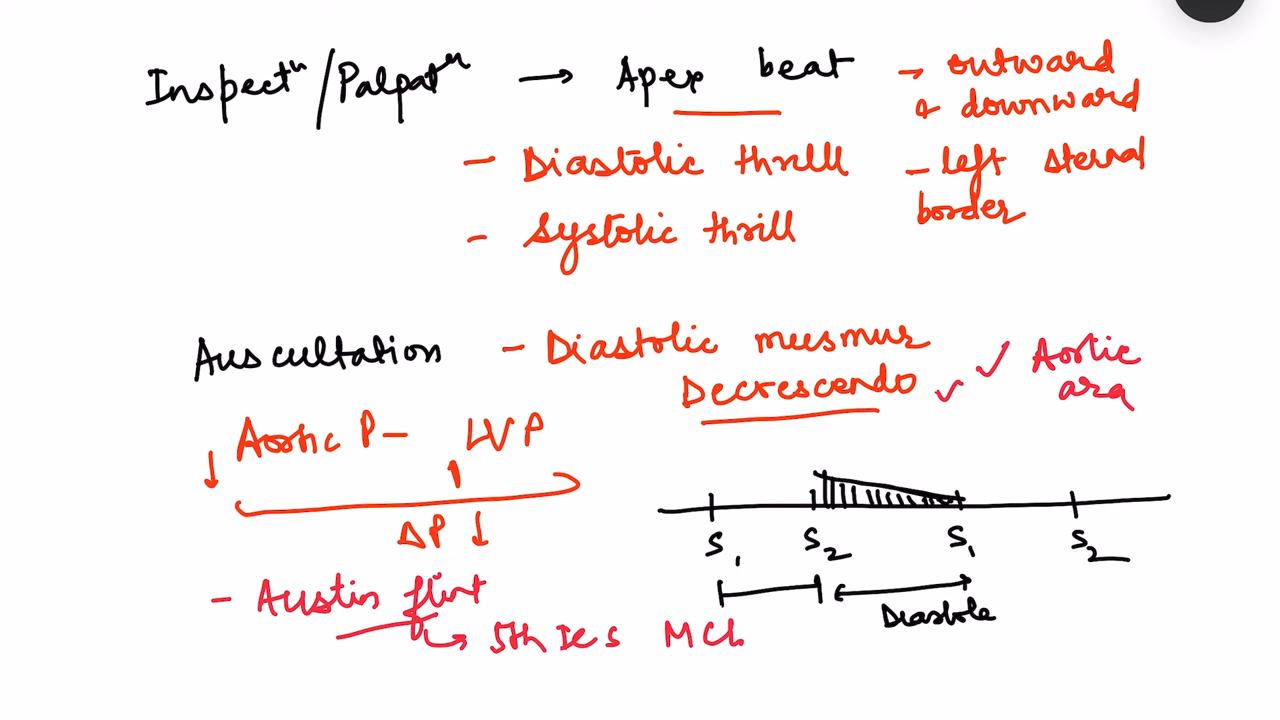 Inspectⁿ/Palpatⁿ → Apex beat → outward
& downward
- Diastolic thrill - left sternal
border
- Systolic thrill
Auscultation - Diastolic murmur
Decrescendo ✓ ✓ Aortic
area
↓ Aortic P - LVP
ΔP ↓
S₁ S₂ S₁ S₂
Diastole
- Austin flint
↳ 5th ICS MCL